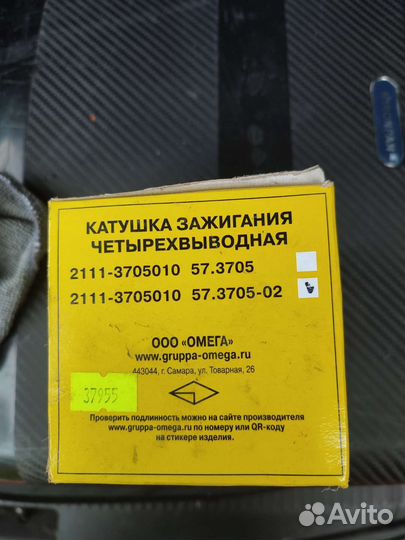 КАТУШКА ЗАЖИГАНИЯ
ЧЕТЫРЕХВЫВОДНАЯ
2111-3705010 57.3705
2111-3705010 57.3705-02
ООО «ОМЕГА»
www.gruppa-omega.ru
443044, г. Самара, ул. Товарная, 26
37955
Проверить подлинность можно на сайте производителя
www.gruppa-omega.ru по номеру или QR-коду
на стикере изделия.
Avito